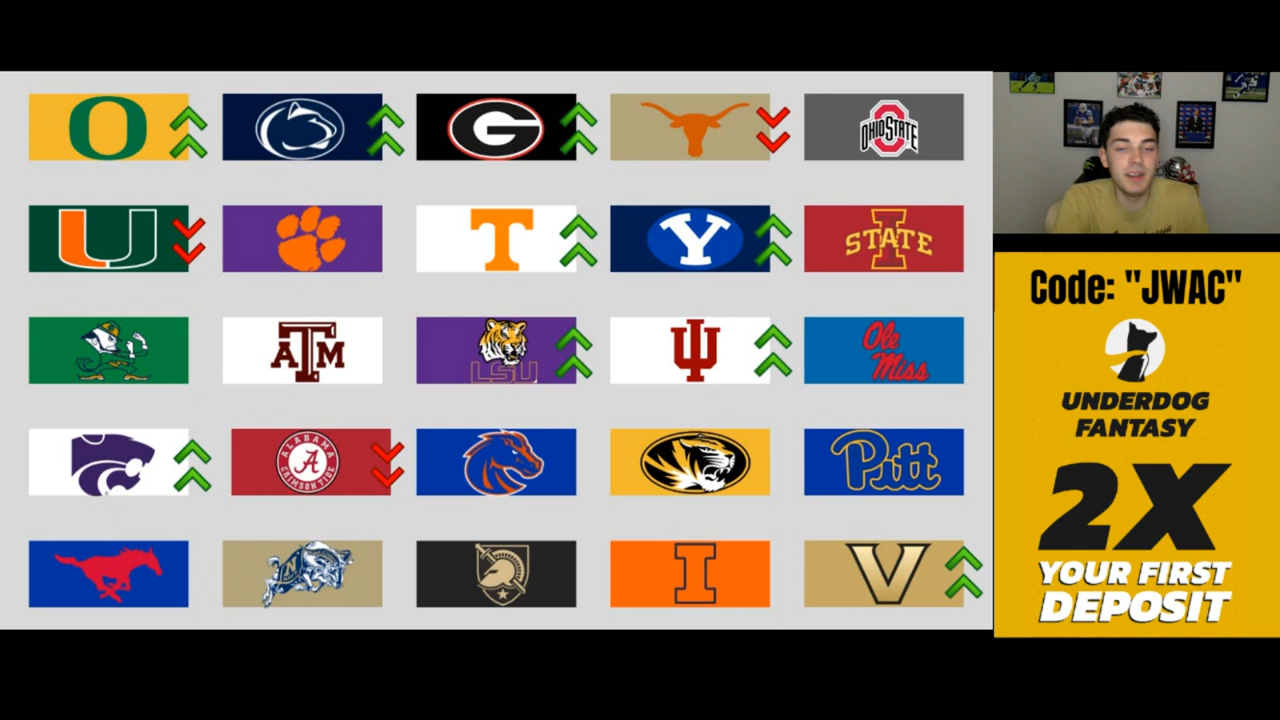 O
G
OHIO STATE
U
T
Y
STATE
ATM
LSU
Ole
Miss
ALABAMA
A
CRIMSON TIDE
Pitt
N
I
V
Code: "JWAC"
UNDERDOG
FANTASY
2X
YOUR FIRST
DEPOSIT